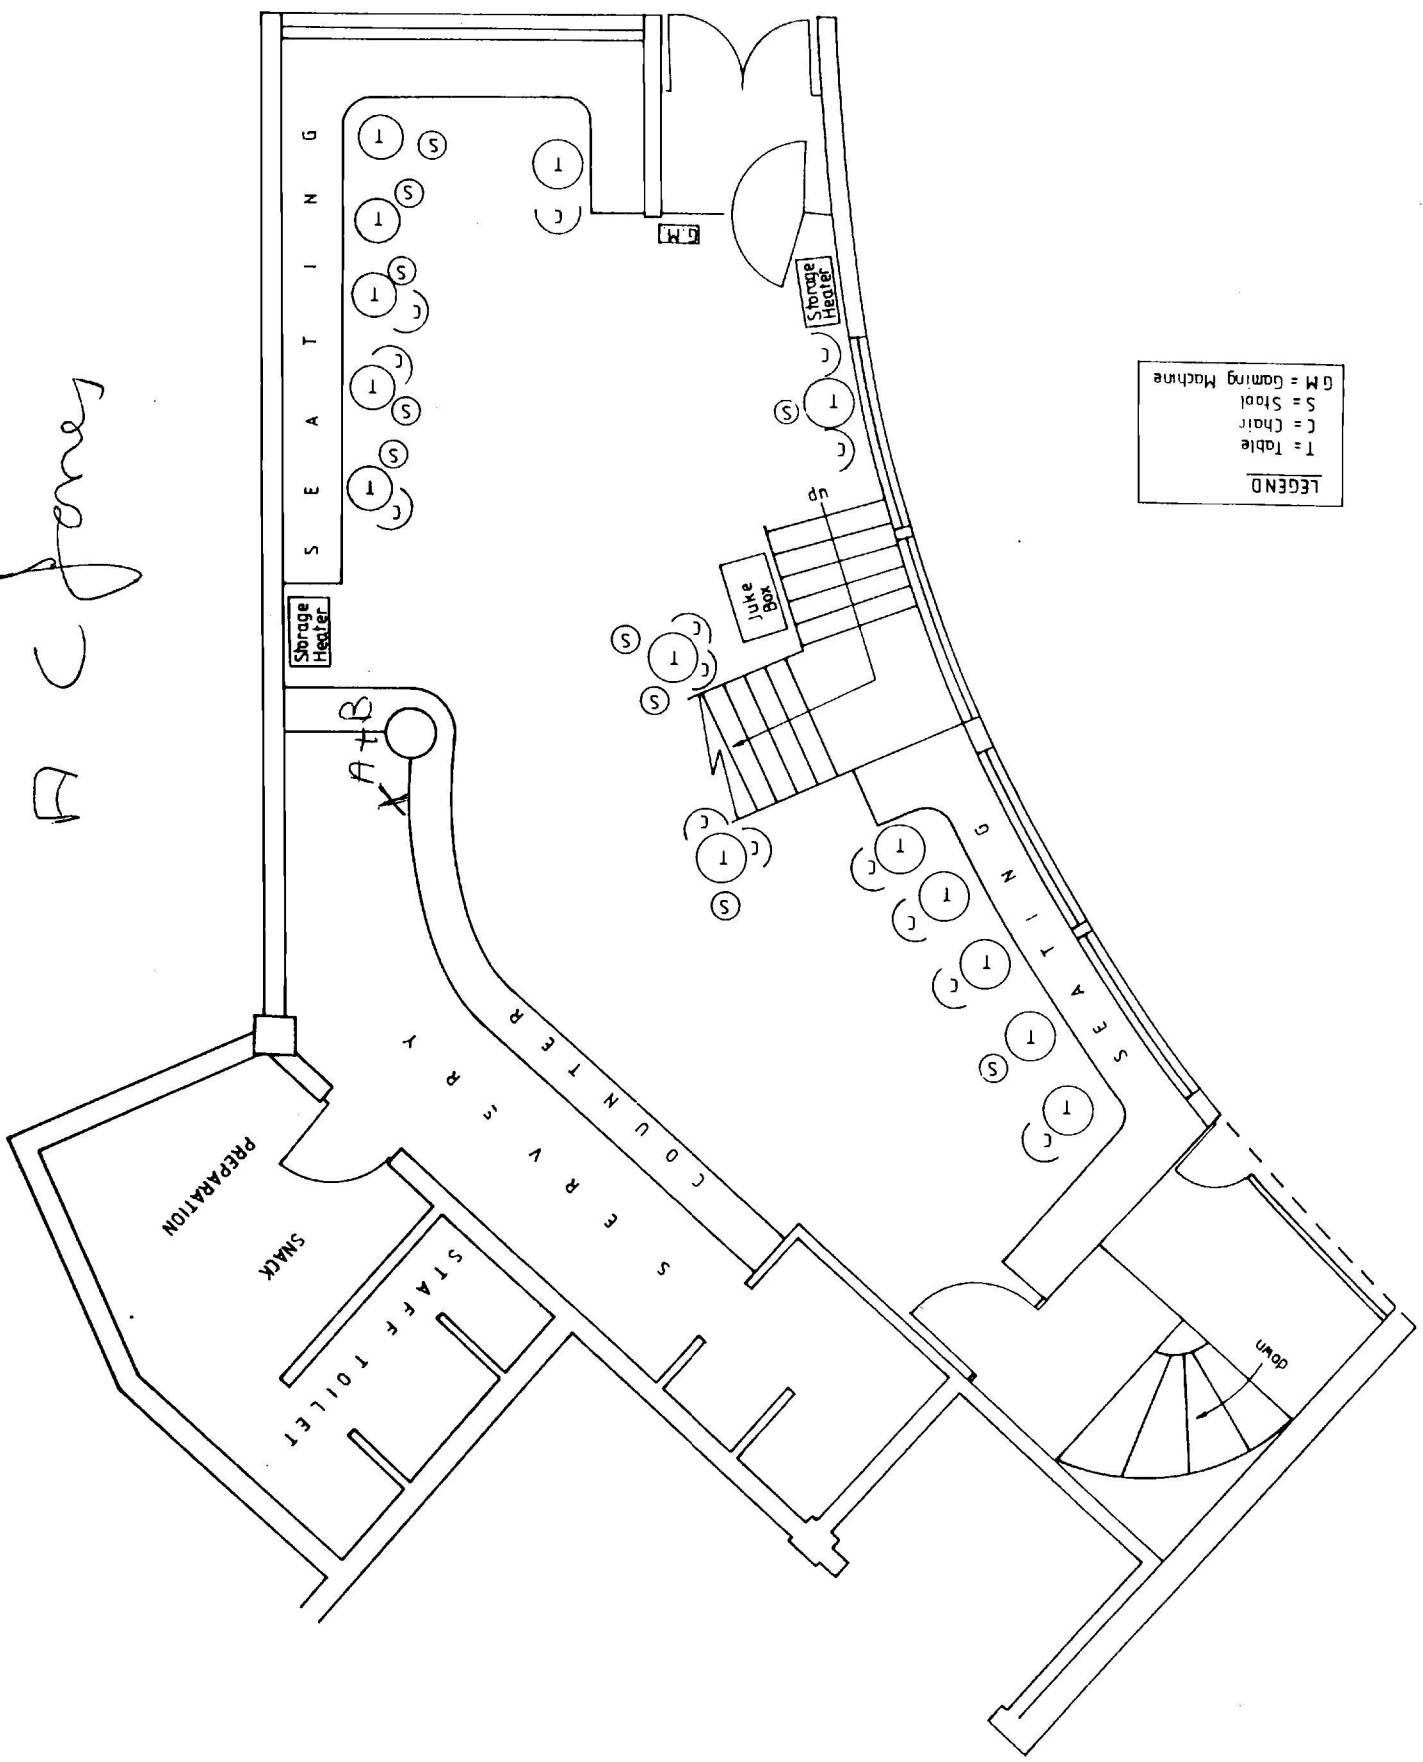 SEATING
T S
T S
T S C
T C S
T S C
T
C
G.M.
Storage
Heater
C
T S
C
up
LEGEND
T = Table
C = Chair
S = Stool
G M = Gaming Machine
A C Jones
Storage
Heater
Juke
Box
S T C
S C
A + B
X
C
T C
S
SEATING
T C
T C
T C
T S
T C
COUNTER
SERVERY
PREPARATION
SNACK
STAFF TOILET
down